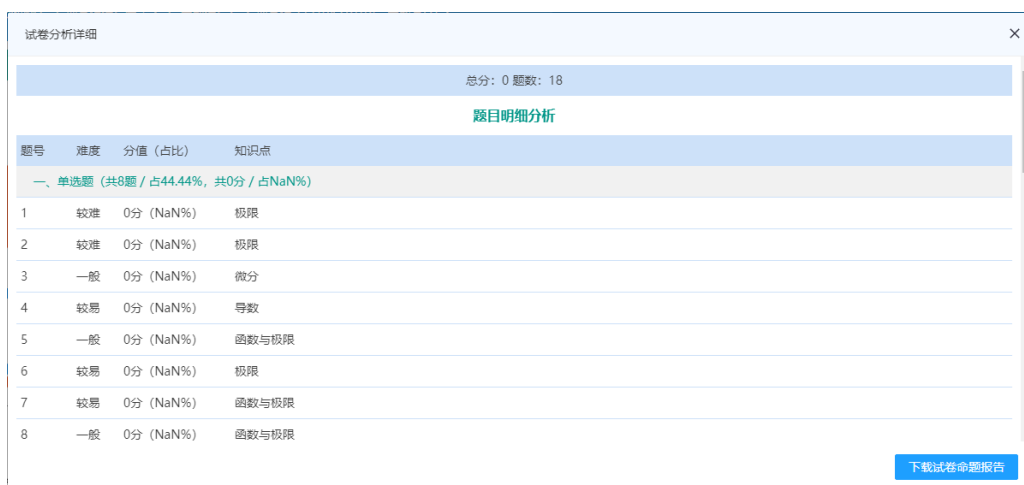 试卷分析详细
总分：0 题数：18
题目明细分析
题号 难度 分值（占比） 知识点
一、单选题（共8题 / 占44.44%，共0分 / 占NaN%）
1 较难 0分（NaN%） 极限
2 较难 0分（NaN%） 极限
3 一般 0分（NaN%） 微分
4 较易 0分（NaN%） 导数
5 一般 0分（NaN%） 函数与极限
6 较易 0分（NaN%） 极限
7 较易 0分（NaN%） 函数与极限
8 一般 0分（NaN%） 函数与极限
下载试卷命题报告